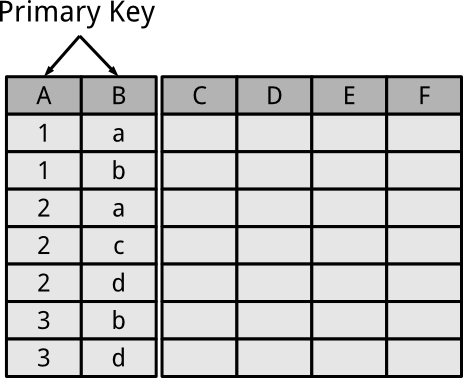 Primary Key
A B C D E F
1 a
1 b
2 a
2 c
2 d
3 b
3 d